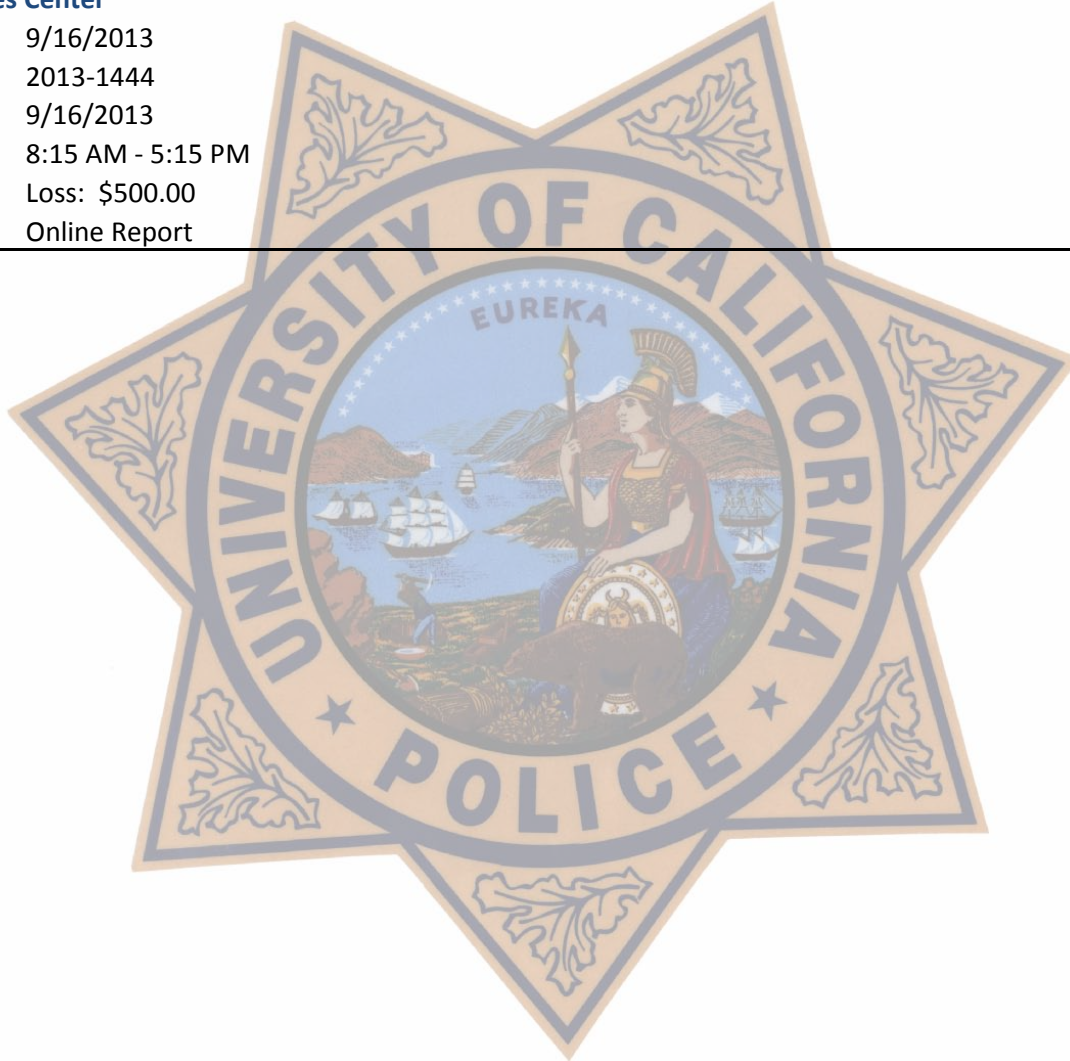 es Center
9/16/2013
2013-1444
9/16/2013
8:15 AM - 5:15 PM
Loss: $500.00
Online Report
UNIVERSITY OF CALIFORNIA
EUREKA
POLICE